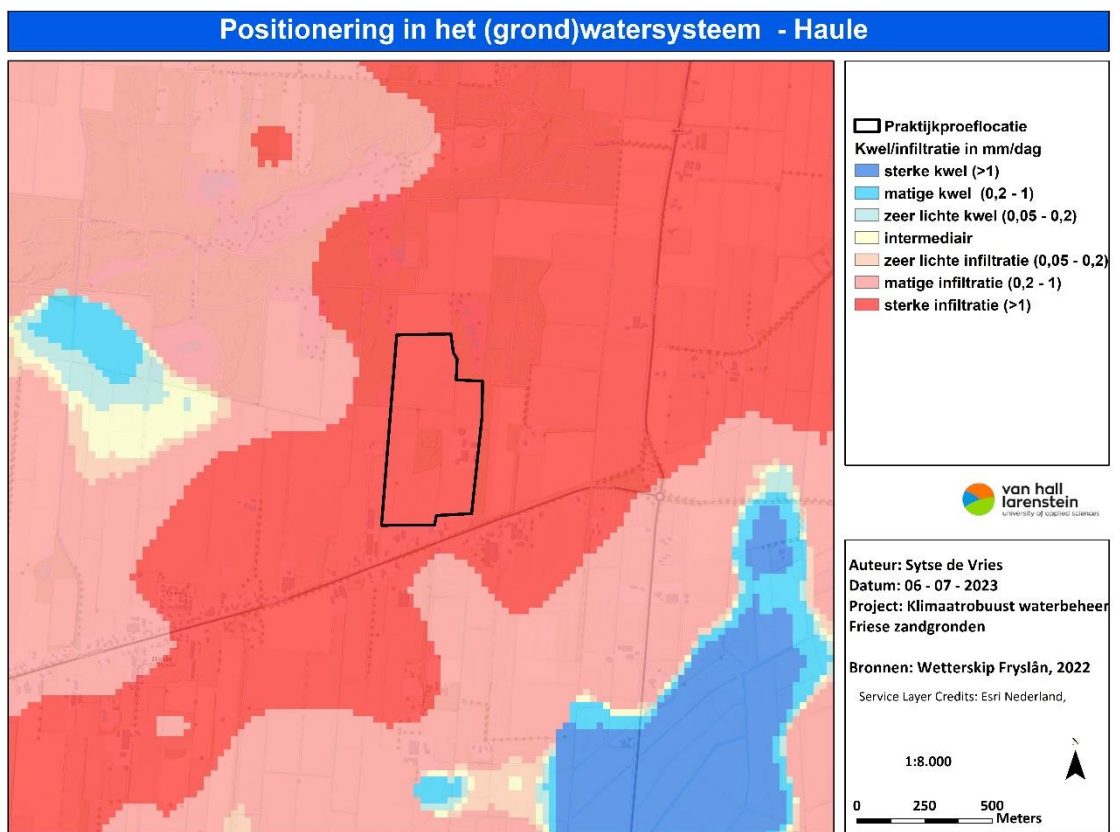 Positionering in het (grond)watersysteem - Haule
Praktijkproeflocatie
Kwel/infiltratie in mm/dag
sterke kwel (>1)
matige kwel (0,2 - 1)
zeer lichte kwel (0,05 - 0,2)
intermediair
zeer lichte infiltratie (0,05 - 0,2)
matige infiltratie (0,2 - 1)
sterke infiltratie (>1)
van hall
larenstein
university of applied sciences
Auteur: Sytse de Vries
Datum: 06 - 07 - 2023
Project: Klimaatrobuust waterbeheer
Friese zandgronden
Bronnen: Wetterskip Fryslân, 2022
Service Layer Credits: Esri Nederland,
N
1:8.000
0 250 500
Meters